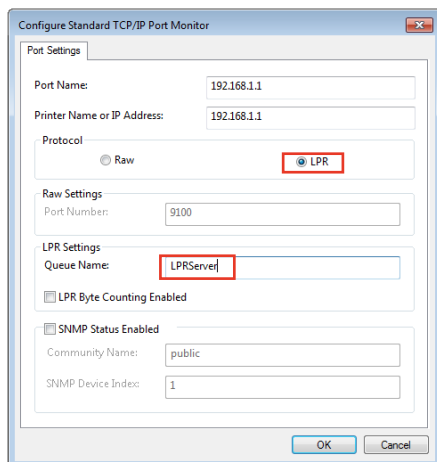 Configure Standard TCP/IP Port Monitor
Port Settings
Port Name: 192.168.1.1
Printer Name or IP Address: 192.168.1.1
Protocol
Raw LPR
Raw Settings
Port Number: 9100
LPR Settings
Queue Name: LPRServer
LPR Byte Counting Enabled
SNMP Status Enabled
Community Name: public
SNMP Device Index: 1
OK Cancel